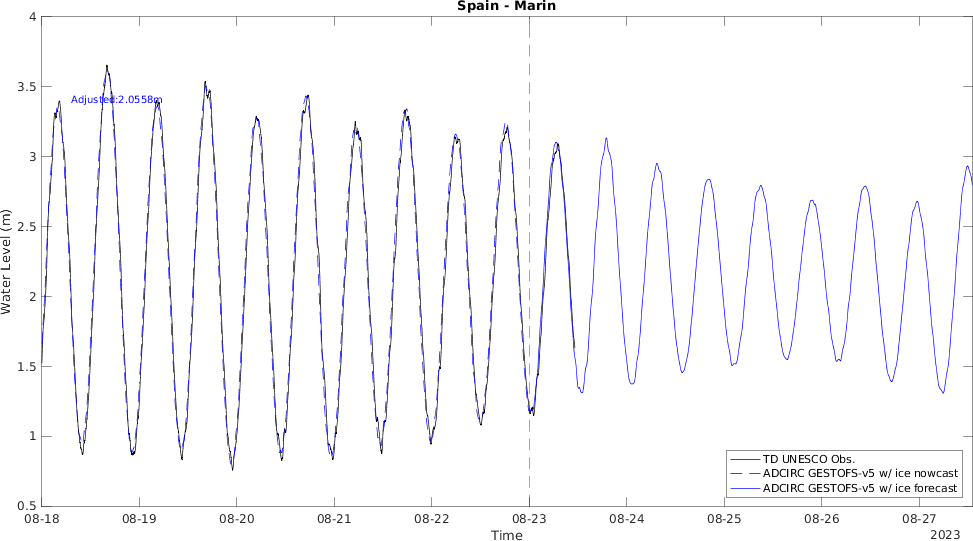 Spain - Marin
4
3.5
3
2.5
2
1.5
1
0.5
Water Level (m)
Adjusted:2.0558m
TD UNESCO Obs.
ADCIRC GESTOFS-v5 w/ ice nowcast
ADCIRC GESTOFS-v5 w/ ice forecast
08-18 08-19 08-20 08-21 08-22 08-23 08-24 08-25 08-26 08-27
Time
2023